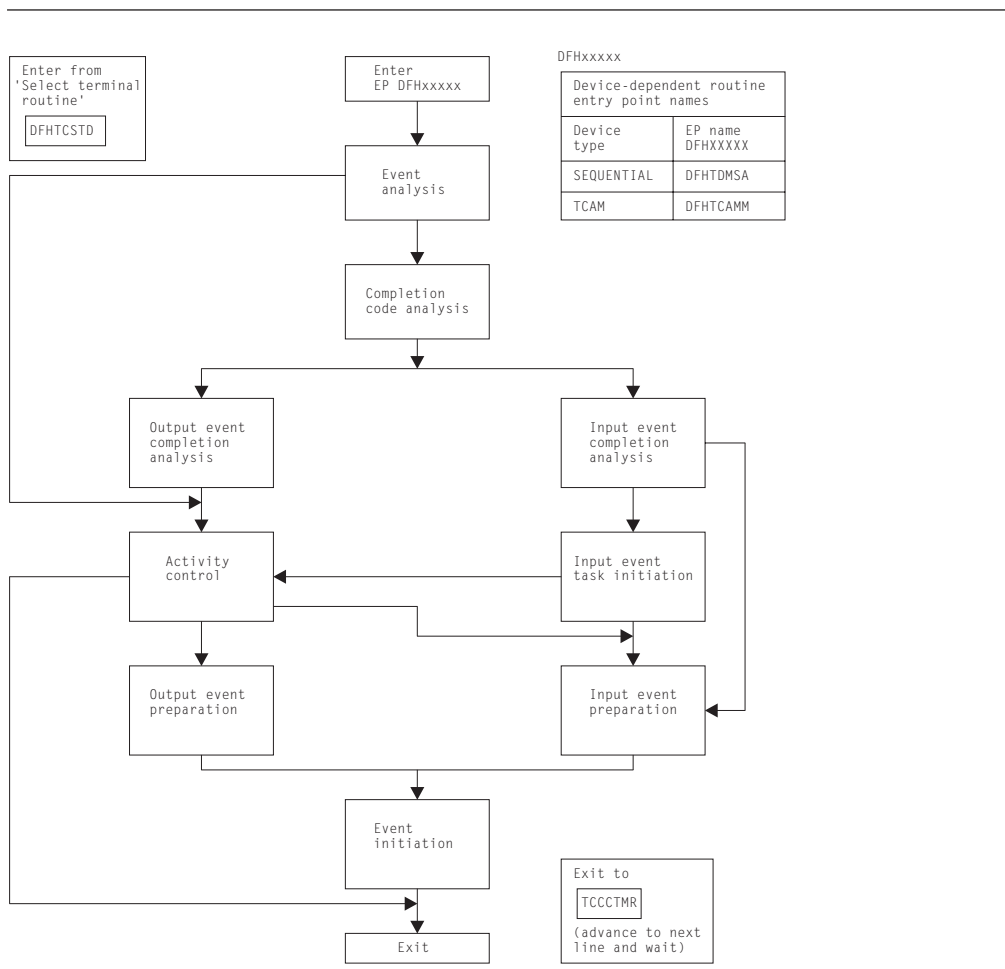 Enter from
'Select terminal
routine'
DFHTCSTD
Enter
EP DFHxxxxx
DFHxxxxx
Device-dependent routine
entry point names
Device
type
EP name
DFHXXXXX
SEQUENTIAL
DFHTDMSA
TCAM
DFHTCAMM
Event
analysis
Completion
code analysis
Output event
completion
analysis
Input event
completion
analysis
Activity
control
Input event
task initiation
Output event
preparation
Input event
preparation
Event
initiation
Exit to
TCCCTMR
(advance to next
line and wait)
Exit